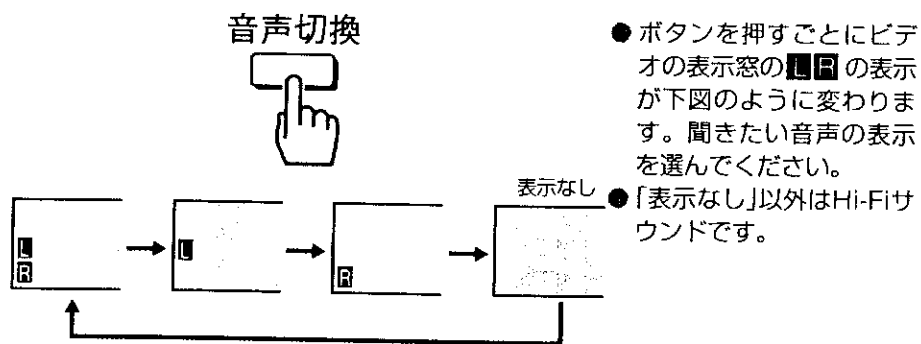 音声切換
●ボタンを押すごとにビデ
オの表示窓のLRの表示
が下図のように変わりま
す。聞きたい音声の表示
を選んでください。
●「表示なし」以外はHi-Fiサ
ウンドです。
表示なし
L
R
L
R